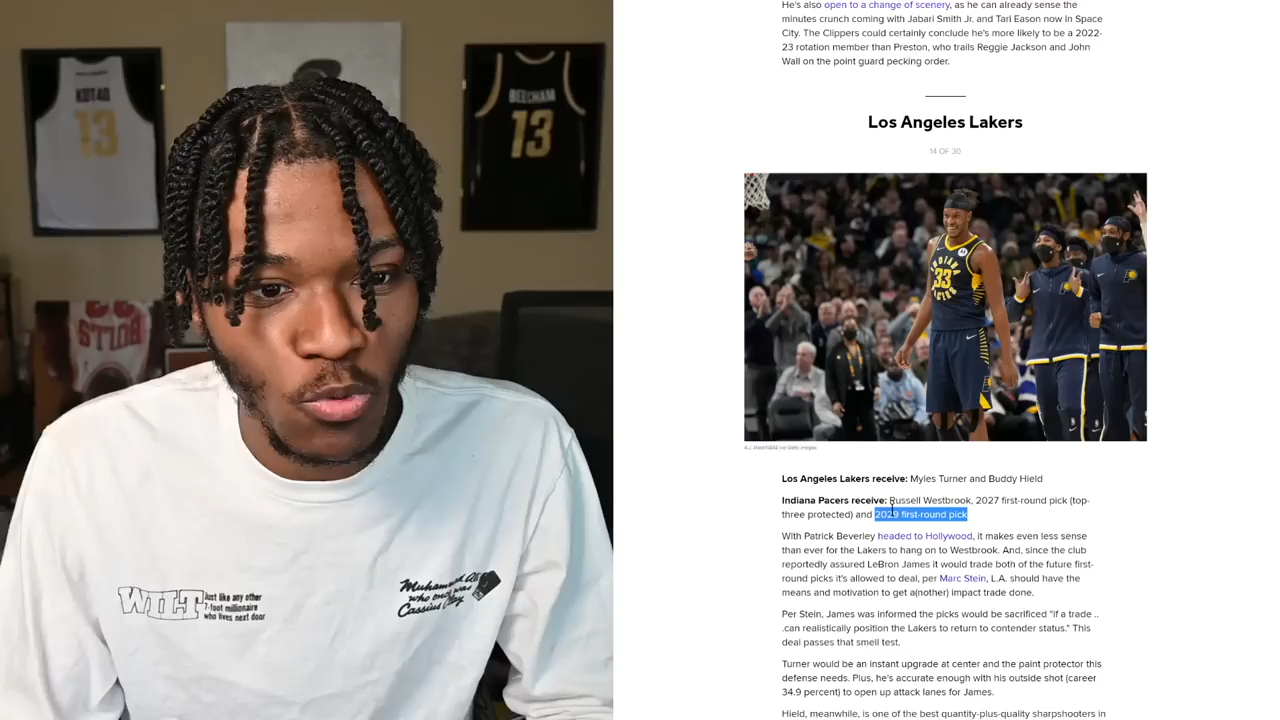 KOT4Q
13
BEECHAM
13
BULLS
23
WILT Just like any other
7-foot millionaire
who lives next door
Muhammad Ali
who once was
Cassius Clay
He's also open to a change of scenery, as he can already sense the
minutes crunch coming with Jabari Smith Jr. and Tari Eason now in Space
City. The Clippers could certainly conclude he's more likely to be a 2022-
23 rotation member than Preston, who trails Reggie Jackson and John
Wall on the point guard pecking order.
Los Angeles Lakers
14 OF 30
INDIANA
33
PACERS
Los Angeles Lakers receive: Myles Turner and Buddy Hield
Indiana Pacers receive: Russell Westbrook, 2027 first-round pick (top-
three protected) and 2029 first-round pick
With Patrick Beverley headed to Hollywood, it makes even less sense
than ever for the Lakers to hang on to Westbrook. And, since the club
reportedly assured LeBron James it would trade both of the future first-
round picks it's allowed to deal, per Marc Stein, L.A. should have the
means and motivation to get a(nother) impact trade done.
Per Stein, James was informed the picks would be sacrificed "if a trade ..
.can realistically position the Lakers to return to contender status." This
deal passes that smell test.
Turner would be an instant upgrade at center and the paint protector this
defense needs. Plus, he's accurate enough with his outside shot (career
34.9 percent) to open up attack lanes for James.
Hield, meanwhile, is one of the best quantity-plus-quality sharpshooters in